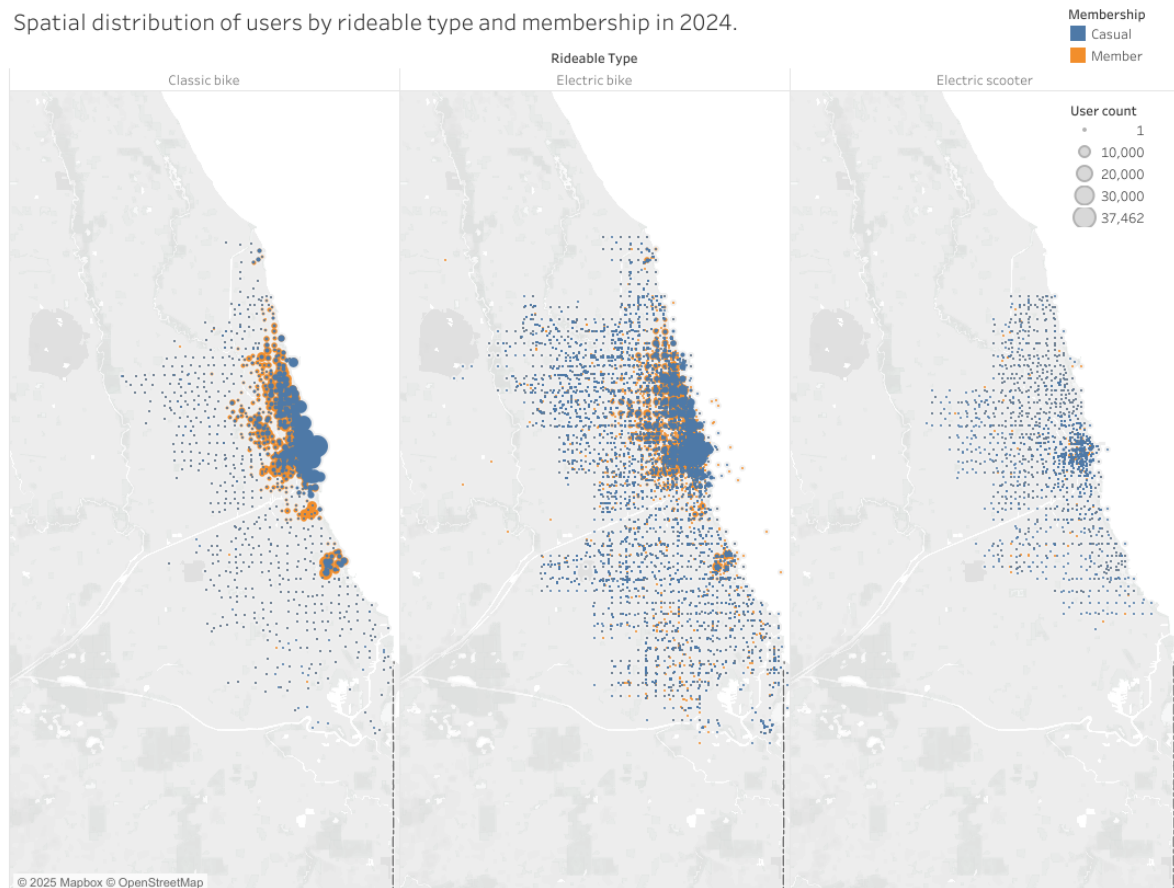 Spatial distribution of users by rideable type and membership in 2024.
Membership
Casual
Member
Rideable Type
Classic bike
Electric bike
Electric scooter
User count
1
10,000
20,000
30,000
37,462
© 2025 Mapbox © OpenStreetMap